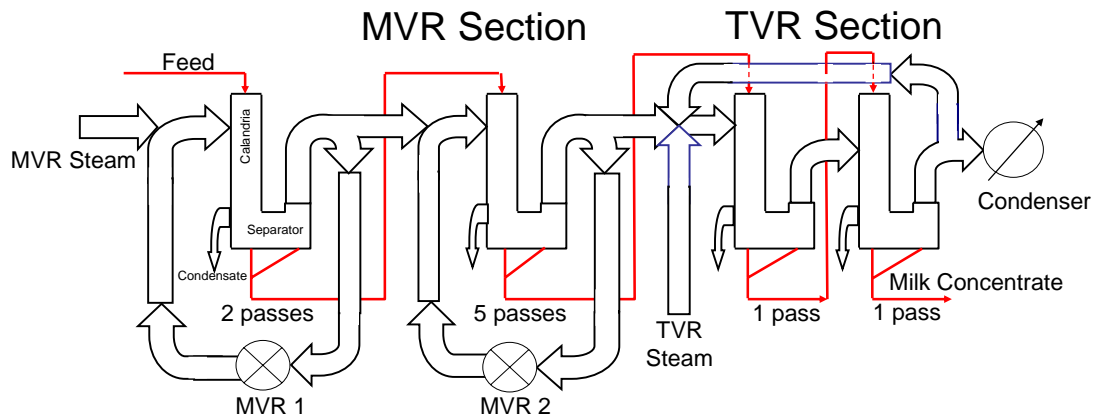 MVR Section
TVR Section
Feed
MVR Steam
Calandria
Separator
Condensate
Condenser
2 passes
5 passes
TVR
Steam
1 pass
1 pass
Milk Concentrate
MVR 1
MVR 2